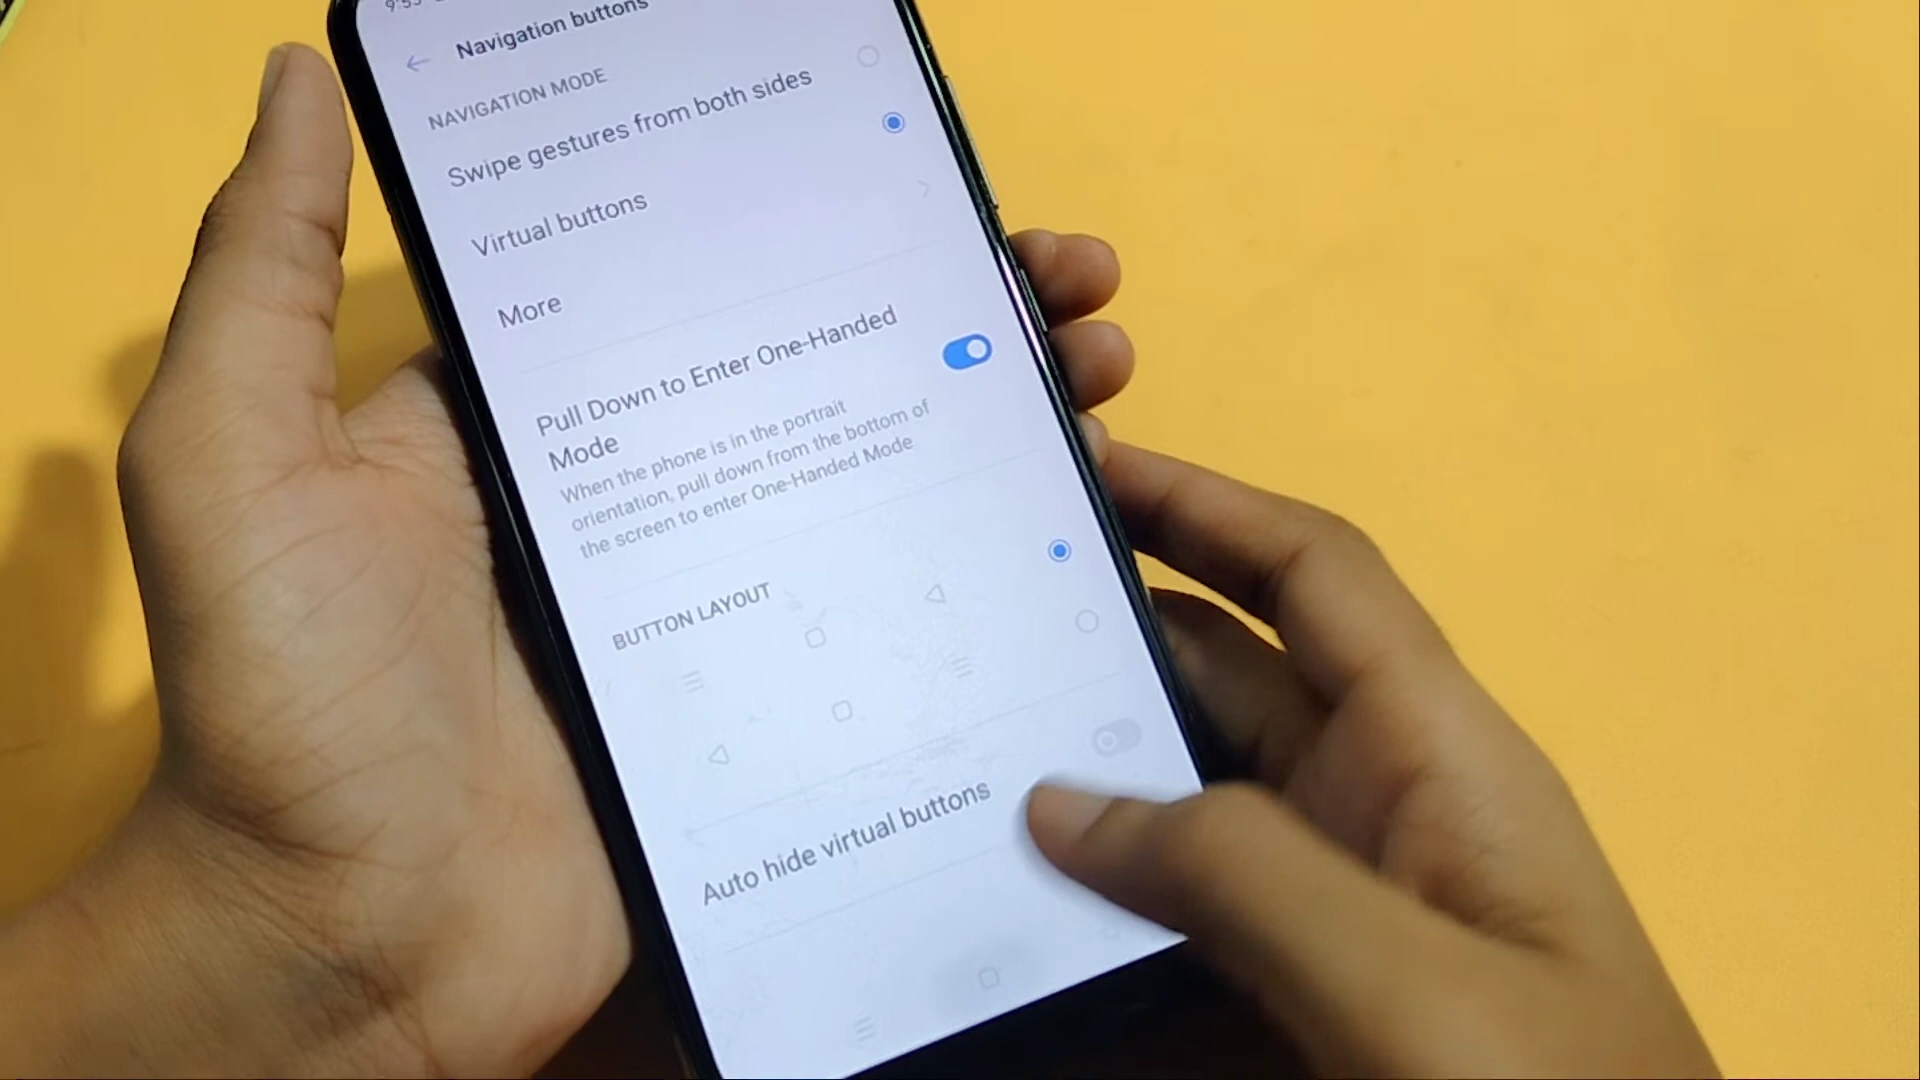 Navigation buttons
NAVIGATION MODE
Swipe gestures from both sides
Virtual buttons
More
Pull Down to Enter One-Handed
Mode
When the phone is in the portrait
orientation, pull down from the bottom of
the screen to enter One-Handed Mode
BUTTON LAYOUT
Auto hide virtual buttons